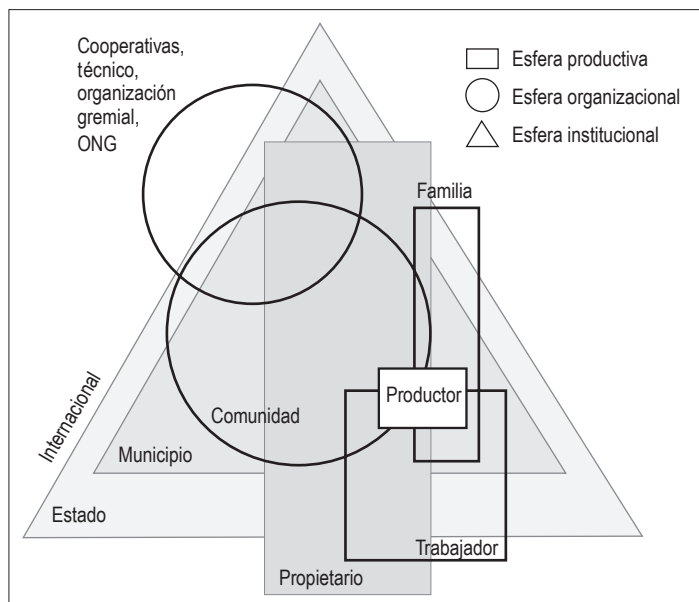 Cooperativas,
técnico,
organización
gremial,
ONG
Esfera productiva
Esfera organizacional
Esfera institucional
Familia
Productor
Comunidad
Internacional
Municipio
Estado
Trabajador
Propietario